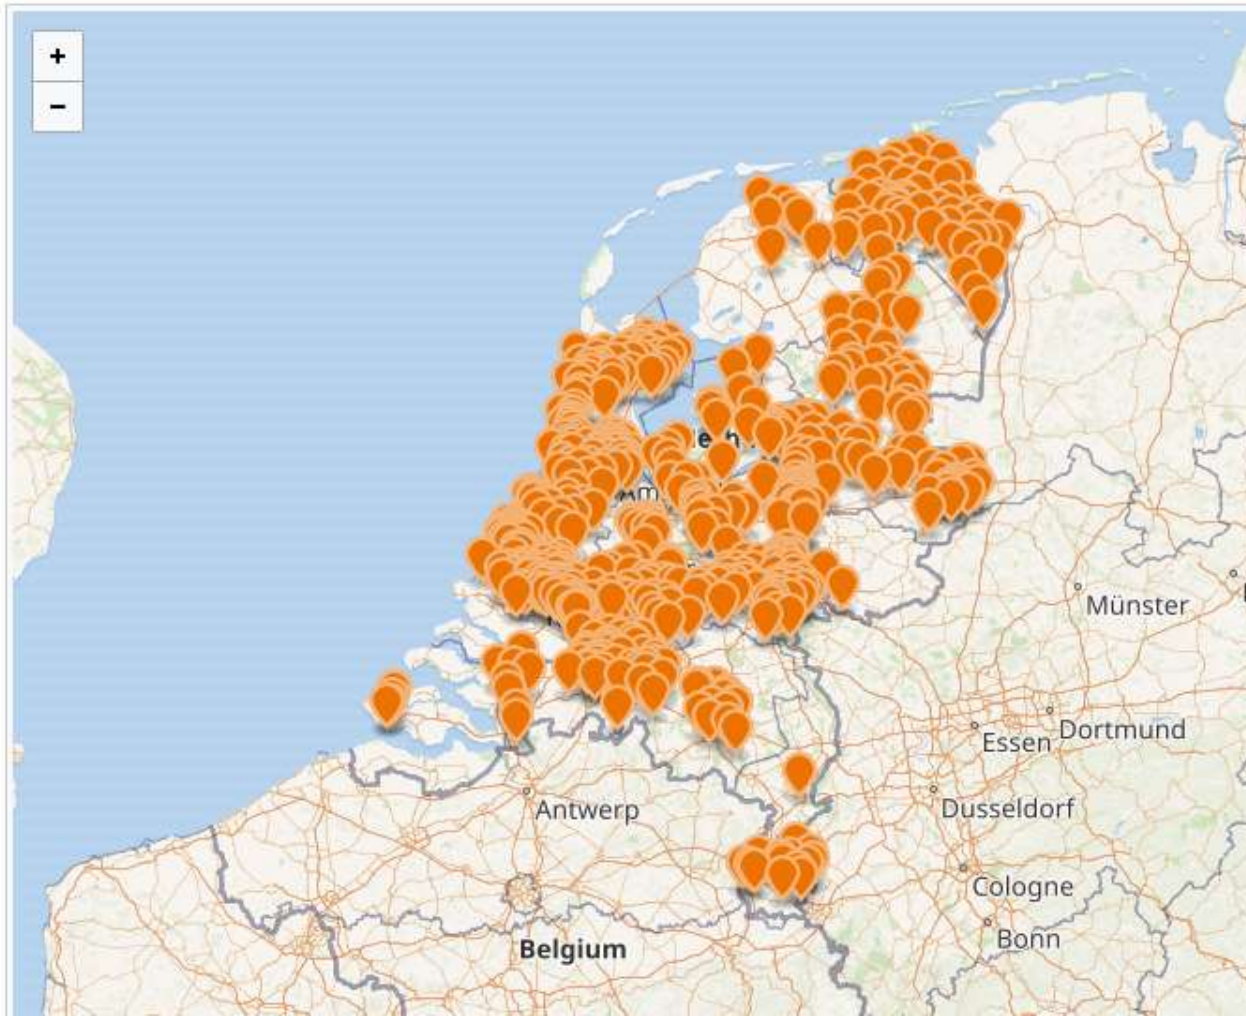 +
−
Münster
Essen
Dortmund
Antwerp
Dusseldorf
Cologne
Belgium
Bonn